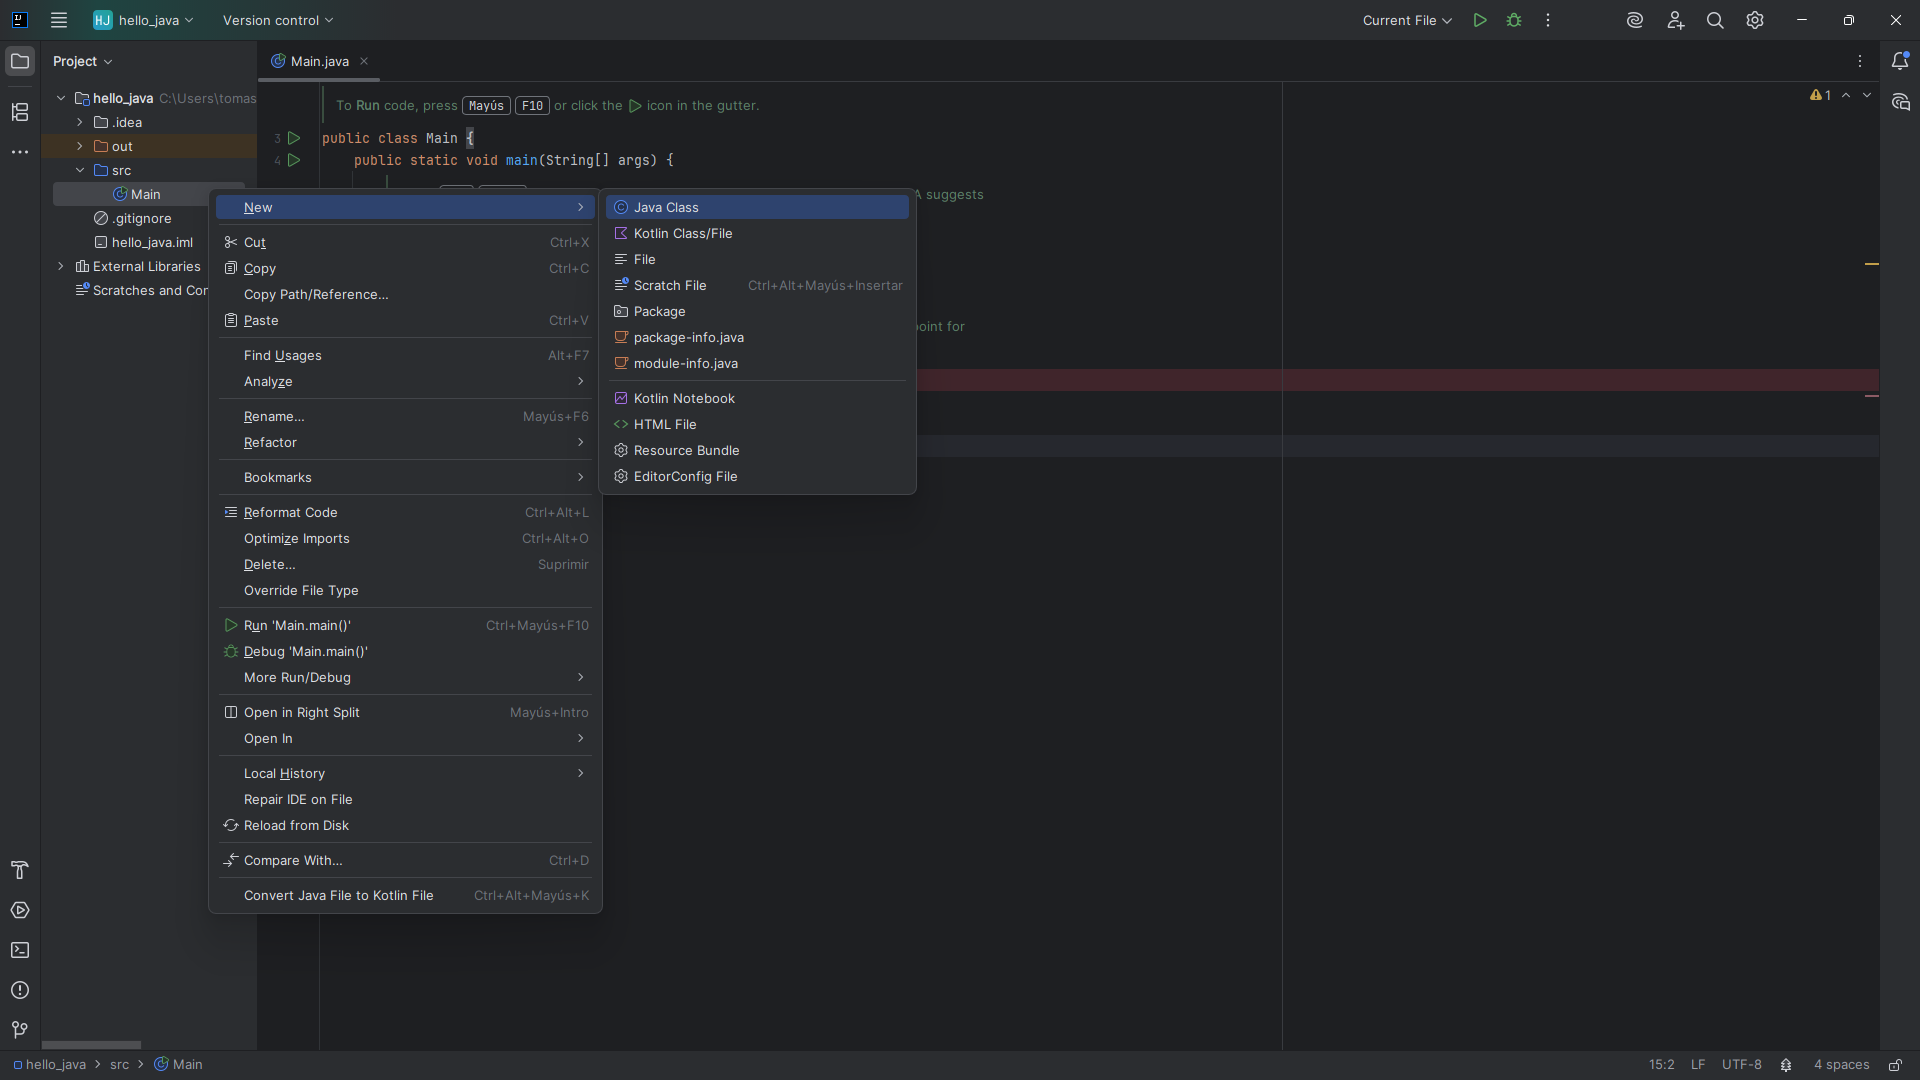 HJ hello_java Version control Current File
Project
Main.java
hello_java C:\Users\tomas
.idea
out
src
Main
.gitignore
hello_java.iml
External Libraries
Scratches and Cor
To Run code, press Mayús F10 or click the icon in the gutter.
1
3 public class Main {
4 public static void main(String[] args) {
A suggests
point for
New
Cut Ctrl+X
Copy Ctrl+C
Copy Path/Reference...
Paste Ctrl+V
Find Usages Alt+F7
Analyze
Rename... Mayús+F6
Refactor
Bookmarks
Reformat Code Ctrl+Alt+L
Optimize Imports Ctrl+Alt+O
Delete... Suprimir
Override File Type
Run 'Main.main()' Ctrl+Mayús+F10
Debug 'Main.main()'
More Run/Debug
Open in Right Split Mayús+Intro
Open In
Local History
Repair IDE on File
Reload from Disk
Compare With... Ctrl+D
Convert Java File to Kotlin File Ctrl+Alt+Mayús+K
Java Class
Kotlin Class/File
File
Scratch File Ctrl+Alt+Mayús+Insertar
Package
package-info.java
module-info.java
Kotlin Notebook
HTML File
Resource Bundle
EditorConfig File
hello_java > src > Main 15:2 LF UTF-8 4 spaces